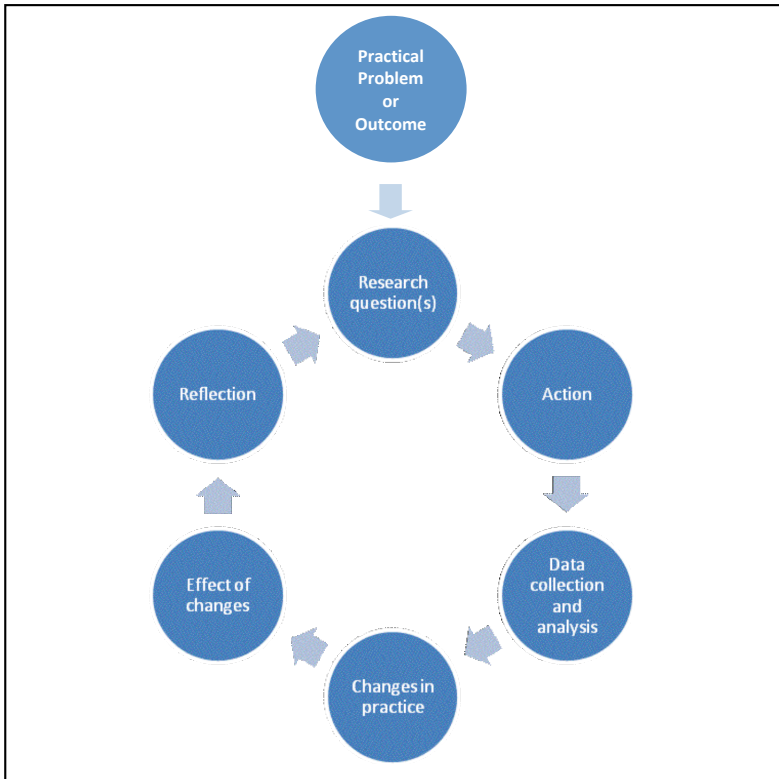 Practical
Problem
or
Outcome
Research
question(s)
Action
Data
collection
and
analysis
Changes in
practice
Effect of
changes
Reflection